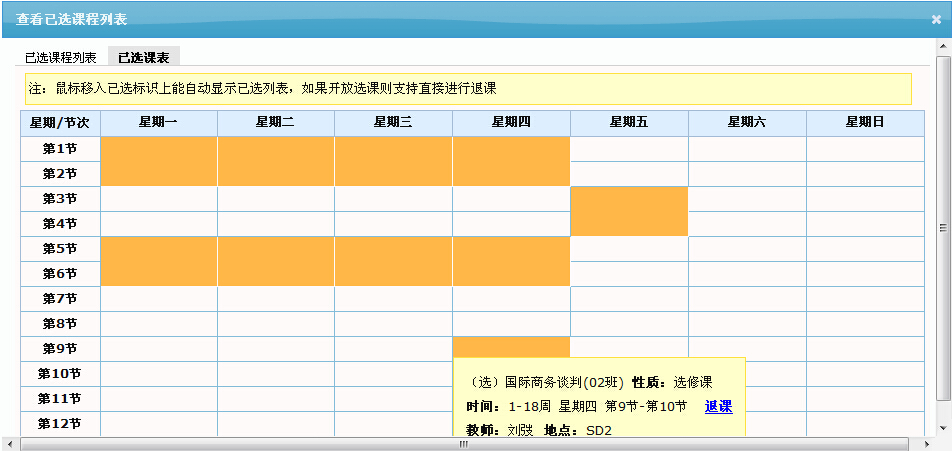 查看已选课程列表
已选课程列表 已选课表
注：鼠标移入已选标识上能自动显示已选列表，如果开放选课则支持直接进行退课
星期/节次 星期一 星期二 星期三 星期四 星期五 星期六 星期日
第1节
第2节
第3节
第4节
第5节
第6节
第7节
第8节
第9节
第10节
第11节
第12节
（选）国际商务谈判(02班) 性质：选修课
时间：1-18周 星期四 第9节-第10节 退课
教师：刘骎 地点：SD2